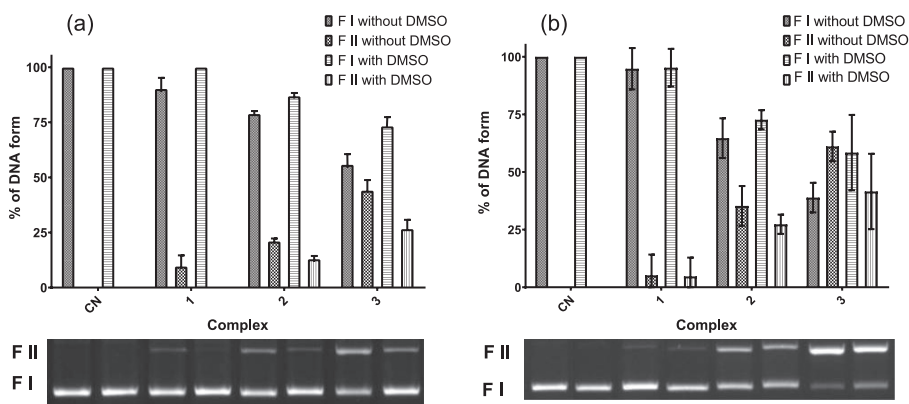 (a)
F I without DMSO
F II without DMSO
F I with DMSO
F II with DMSO
% of DNA form
100
75
50
25
0
CN
1
2
3
Complex
F II
F I
(b)
F I without DMSO
F II without DMSO
F I with DMSO
F II with DMSO
% of DNA form
100
75
50
25
0
CN
1
2
3
Complex
F II
F I